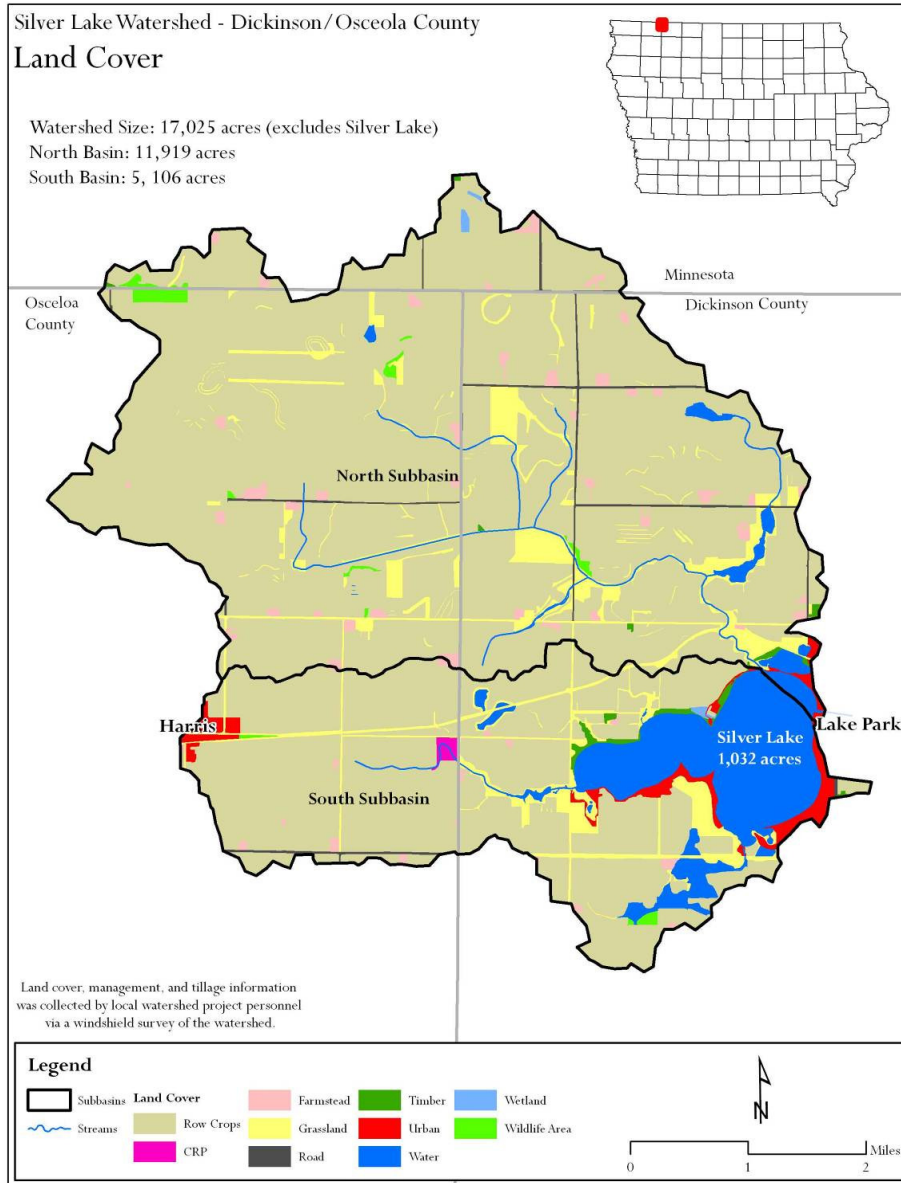 Silver Lake Watershed - Dickinson/Osceola County
Land Cover
Watershed Size: 17,025 acres (excludes Silver Lake)
North Basin: 11,919 acres
South Basin: 5, 106 acres
Minnesota
Osceloa
County
Dickinson County
North Subbasin
Harris
Lake Park
Silver Lake
1,032 acres
South Subbasin
Land cover, management, and tillage information
was collected by local watershed project personnel
via a windshield survey of the watershed.
Legend
Subbasins
Streams
Land Cover
Row Crops
CRP
Farmstead
Grassland
Road
Timber
Urban
Water
Wetland
Wildlife Area
N
Miles
0 1 2